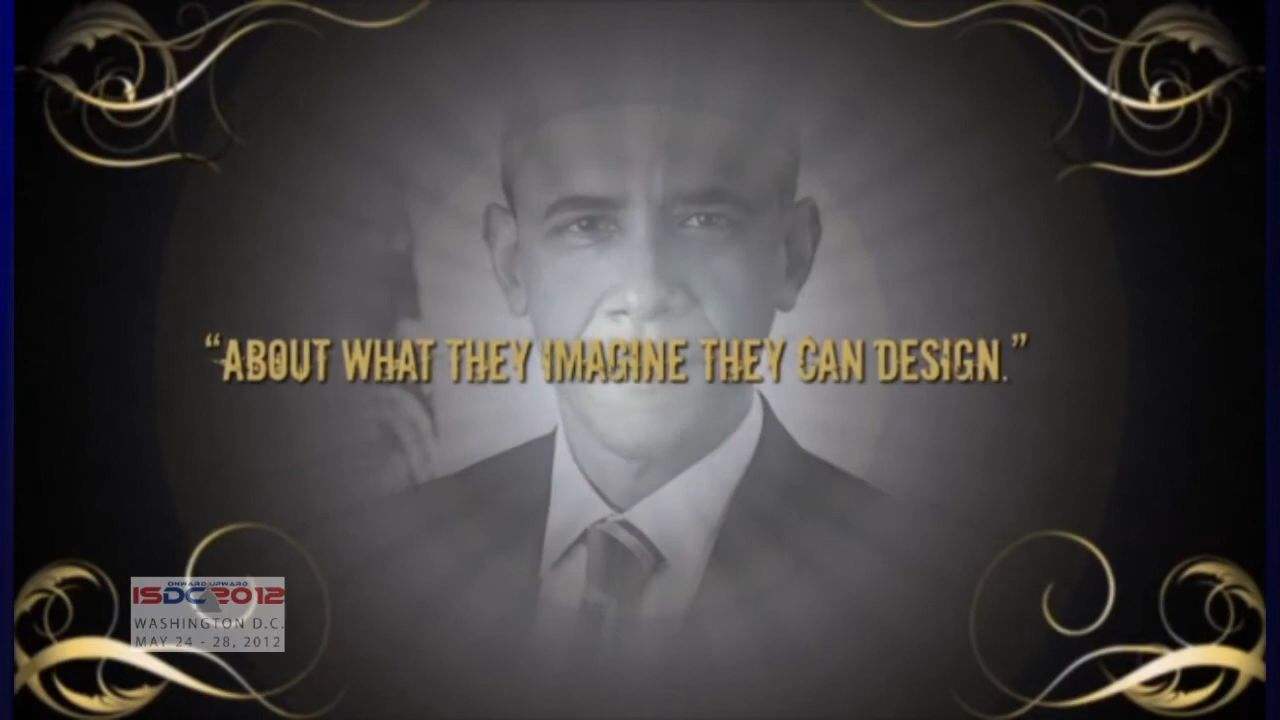 “ABOUT WHAT THEY IMAGINE THEY CAN DESIGN.”
ONWARD UPWARD
ISDC 2012
WASHINGTON D.C.
MAY 24 - 28, 2012